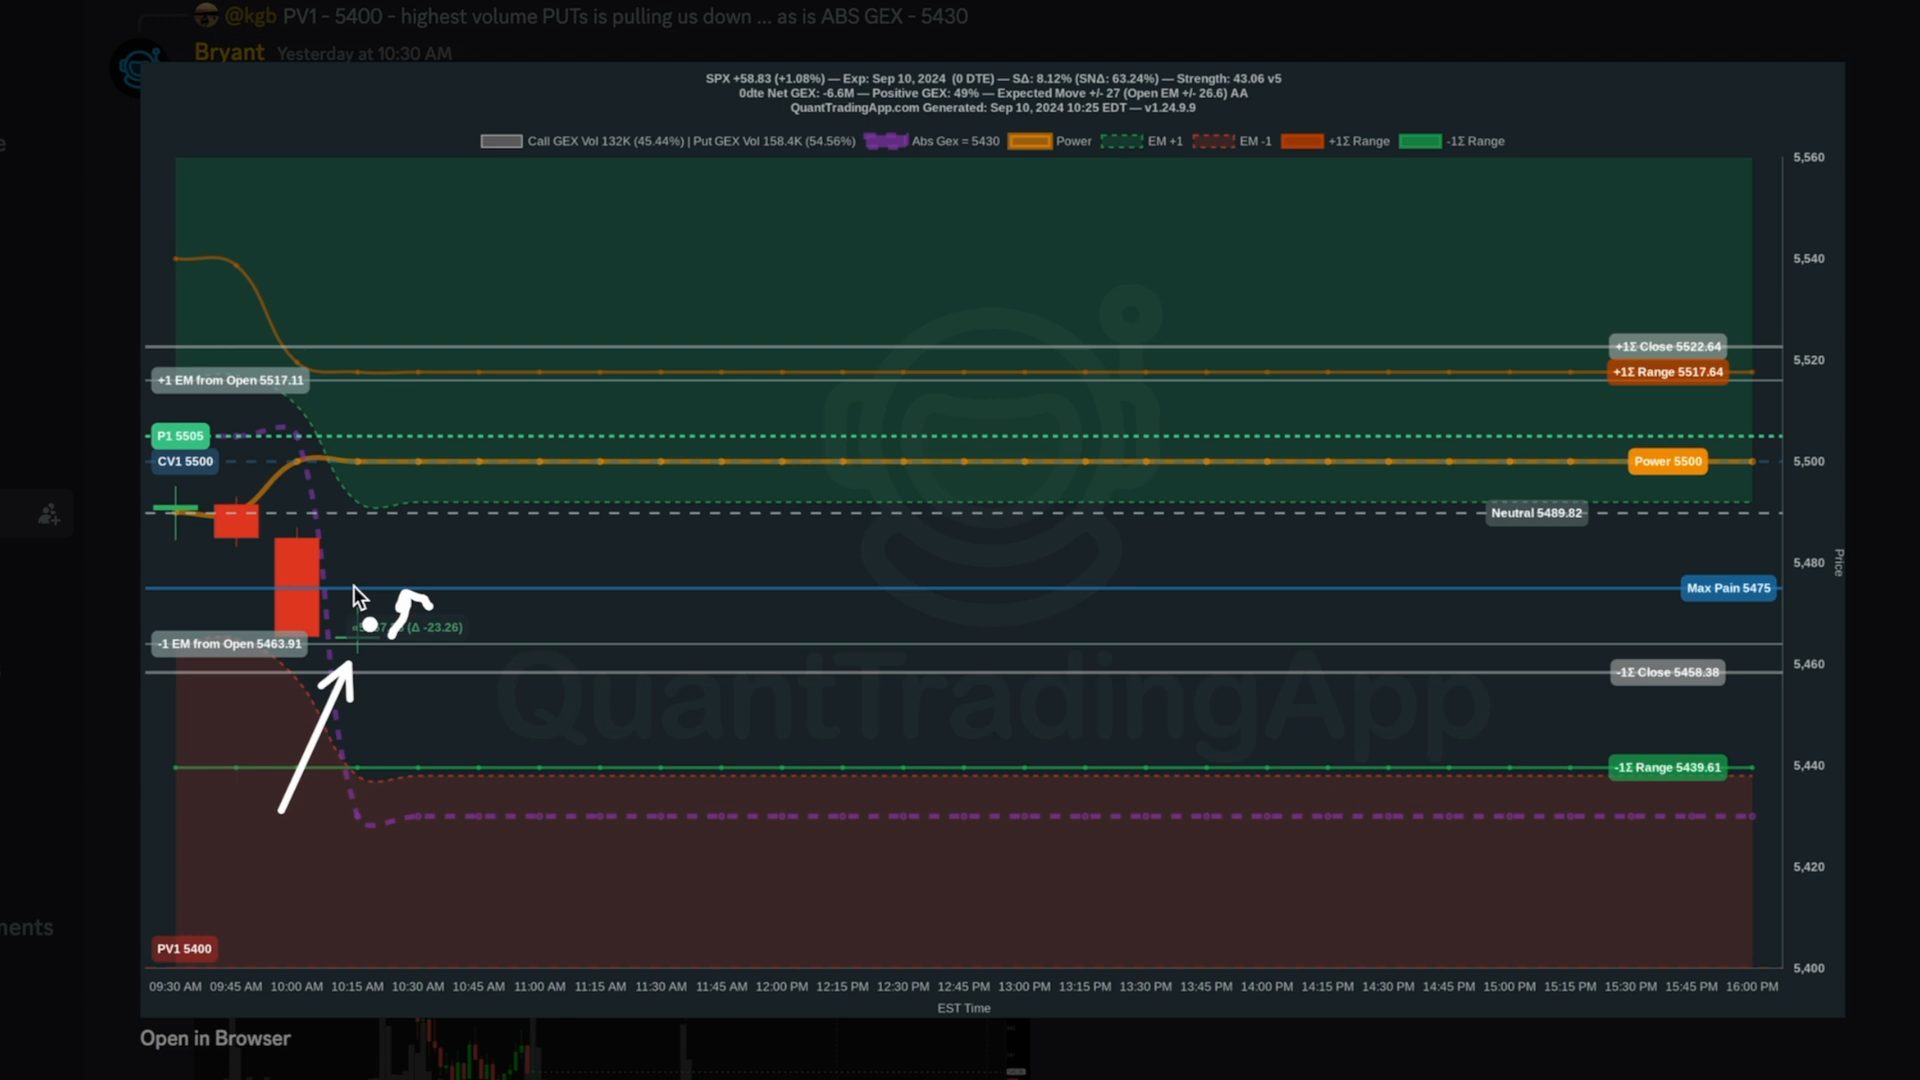 @kgb PV1 - 5400 - highest volume PUTs is pulling us down ... as is ABS GEX - 5430
Bryant Yesterday at 10:30 AM
SPX +58.83 (+1.08%) — Exp: Sep 10, 2024 (0 DTE) — SΔ: 8.12% (SNΔ: 63.24%) — Strength: 43.06 v5
0dte Net GEX: -6.6M — Positive GEX: 49% — Expected Move +/- 27 (Open EM +/- 26.6) AA
QuantTradingApp.com Generated: Sep 10, 2024 10:25 EDT — v1.24.9.9
Call GEX Vol 132K (45.44%) | Put GEX Vol 158.4K (54.56%) Abs Gex = 5430 Power EM +1 EM -1 +1Σ Range -1Σ Range
5,560
5,540
+1Σ Close 5522.64
5,520
+1Σ Range 5517.64
+1 EM from Open 5517.11
P1 5505
CV1 5500
Power 5500
5,500
Neutral 5489.82
5,480
Price
Max Pain 5475
(Δ -23.26)
-1 EM from Open 5463.91
5,460
-1Σ Close 5458.38
QuantTradingApp
-1Σ Range 5439.61
5,440
5,420
PV1 5400
5,400
09:30 AM 09:45 AM 10:00 AM 10:15 AM 10:30 AM 10:45 AM 11:00 AM 11:15 AM 11:30 AM 11:45 AM 12:00 PM 12:15 PM 12:30 PM 12:45 PM 13:00 PM 13:15 PM 13:30 PM 13:45 PM 14:00 PM 14:15 PM 14:30 PM 14:45 PM 15:00 PM 15:15 PM 15:30 PM 15:45 PM 16:00 PM
EST Time
ments
Open in Browser